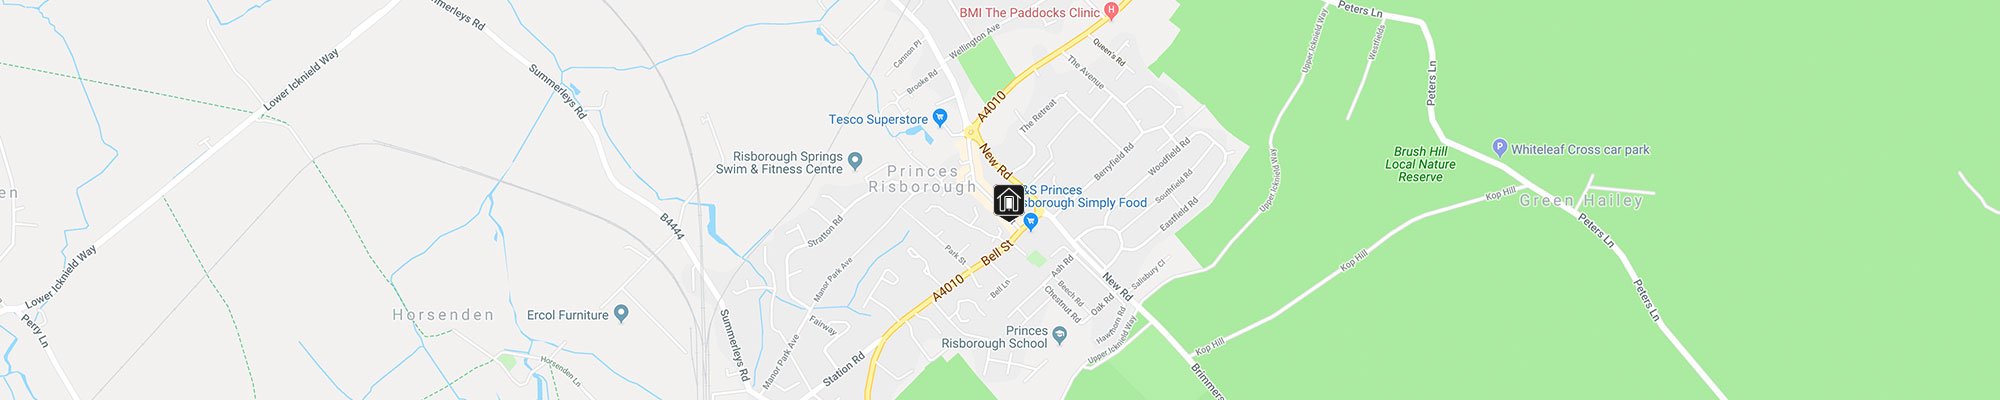 Summerleys Rd
BMI The Paddocks Clinic
H
Peters Ln
Cannon Pl
Wellington Ave
Queen's Rd
Upper Icknield Way
Westfields
Lower Icknield Way
Summerleys Rd
Brooke Rd
The Avenue
Peters Ln
A4010
The Retreat
Tesco Superstore
New Rd
Berryfield Rd
Woodfield Rd
Brush Hill
Local Nature
Reserve
P
Whiteleaf Cross car park
Risborough Springs
Swim & Fitness Centre
Princes
Risborough
Southfield Rd
Upper Icknield Way
en
&S Princes
sborough Simply Food
Kop Hill
Green Hailey
B4444
Stratton Rd
Eastfield Rd
Peters Ln
Lower Icknield Way
Park St
Bell St
Manor Park Ave
A4010
Bell Ln
Ash Rd
Salisbury Cl
Kop Hill
Beech Rd
Chestnut Rd
New Rd
Oak Rd
Peters Ln
Perry Ln
Horsenden
Ercol Furniture
Summerleys Rd
Fairway
Princes
Risborough School
Hawthorn Rd
Upper Icknield Way
Kop Hill
Horsenden Ln
Manor Park Ave
Station Rd
Brimmers